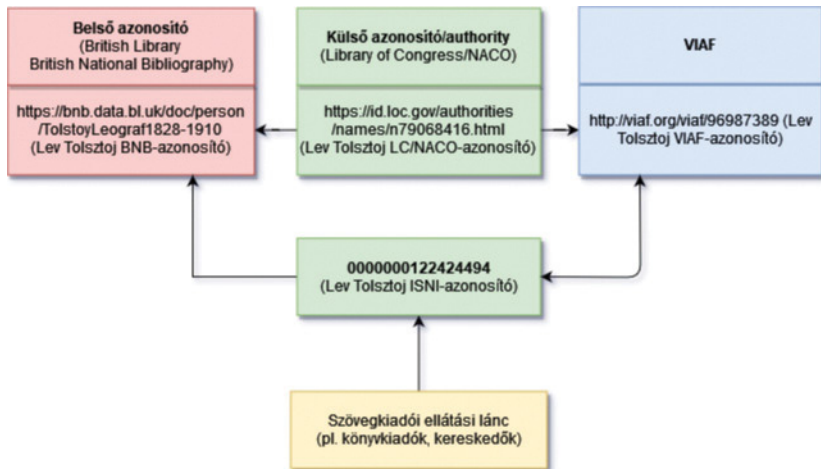 Belső azonosító
(British Library
British National Bibliography)
https://bnb.data.bl.uk/doc/person
/TolstoyLeograf1828-1910
(Lev Tolsztoj BNB-azonosító)
Külső azonosító/authority
(Library of Congress/NACO)
https://id.loc.gov/authorities
/names/n79068416.html
(Lev Tolsztoj LC/NACO-azonosító)
VIAF
http://viaf.org/viaf/96987389 (Lev
Tolsztoj VIAF-azonosító)
0000000122424494
(Lev Tolsztoj ISNI-azonosító)
Szövegkiadói ellátási lánc
(pl. könyvkiadók, kereskedők)